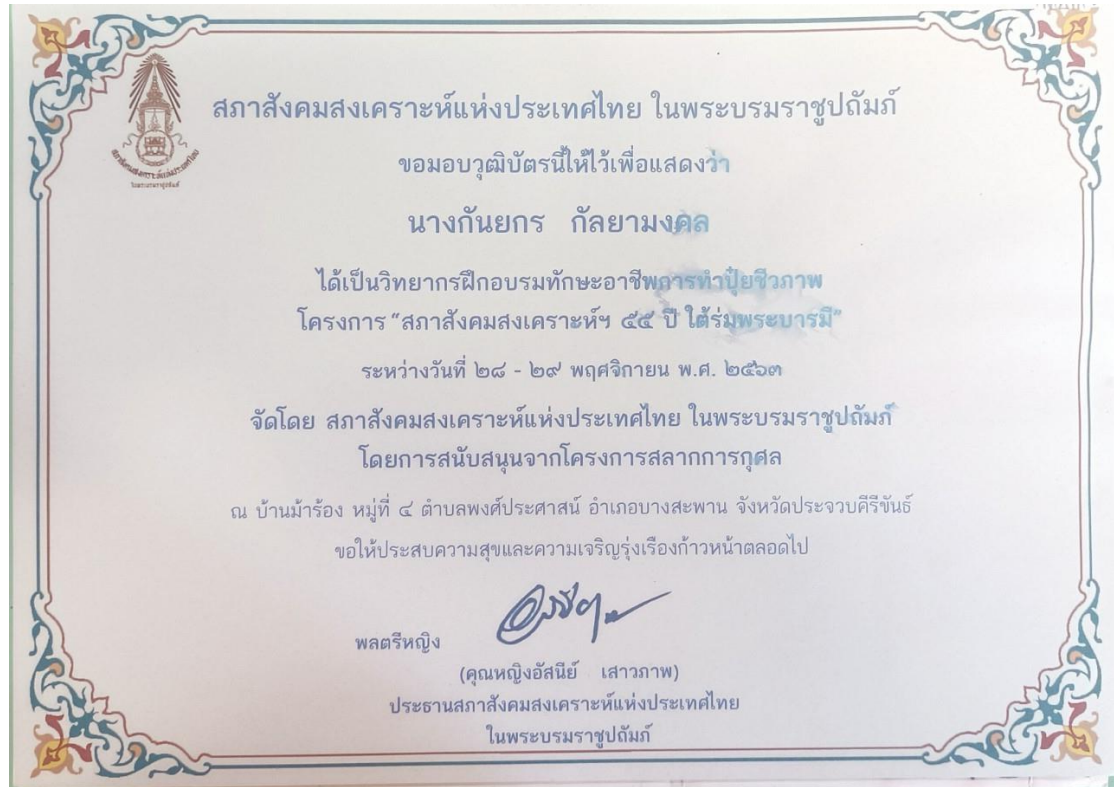 สภาสังคมสงเคราะห์แห่งประเทศไทย ในพระบรมราชูปถัมภ์
ขอมอบวุฒิบัตรนี้ให้ไว้เพื่อแสดงว่า
นางกันยกร กัลยามงคล
ได้เป็นวิทยากรฝึกอบรมทักษะอาชีพการทำปุ๋ยชีวภาพ
โครงการ “สภาสังคมสงเคราะห์ฯ ๕๕ ปี ใต้ร่มพระบารมี”
ระหว่างวันที่ ๒๘ - ๒๙ พฤศจิกายน พ.ศ. ๒๕๖๓
จัดโดย สภาสังคมสงเคราะห์แห่งประเทศไทย ในพระบรมราชูปถัมภ์
โดยการสนับสนุนจากโครงการสลากการกุศล
ณ บ้านม้าร้อง หมู่ที่ ๔ ตำบลพงศ์ประศาสน์ อำเภอบางสะพาน จังหวัดประจวบคีรีขันธ์
ขอให้ประสบความสุขและความเจริญรุ่งเรืองก้าวหน้าตลอดไป
พลตรีหญิง
(คุณหญิงอัสนีย์ เสาวภาพ)
ประธานสภาสังคมสงเคราะห์แห่งประเทศไทย
ในพระบรมราชูปถัมภ์